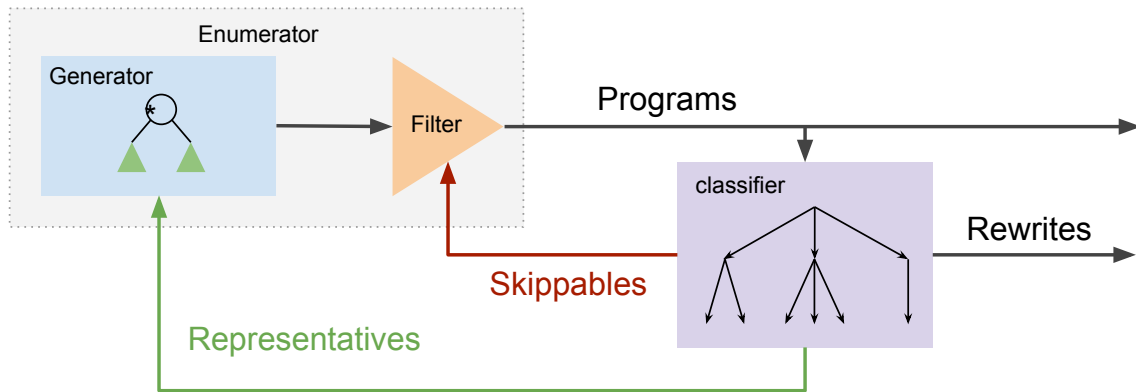 Enumerator
Generator
*
Filter
Programs
classifier
Rewrites
Skippables
Representatives